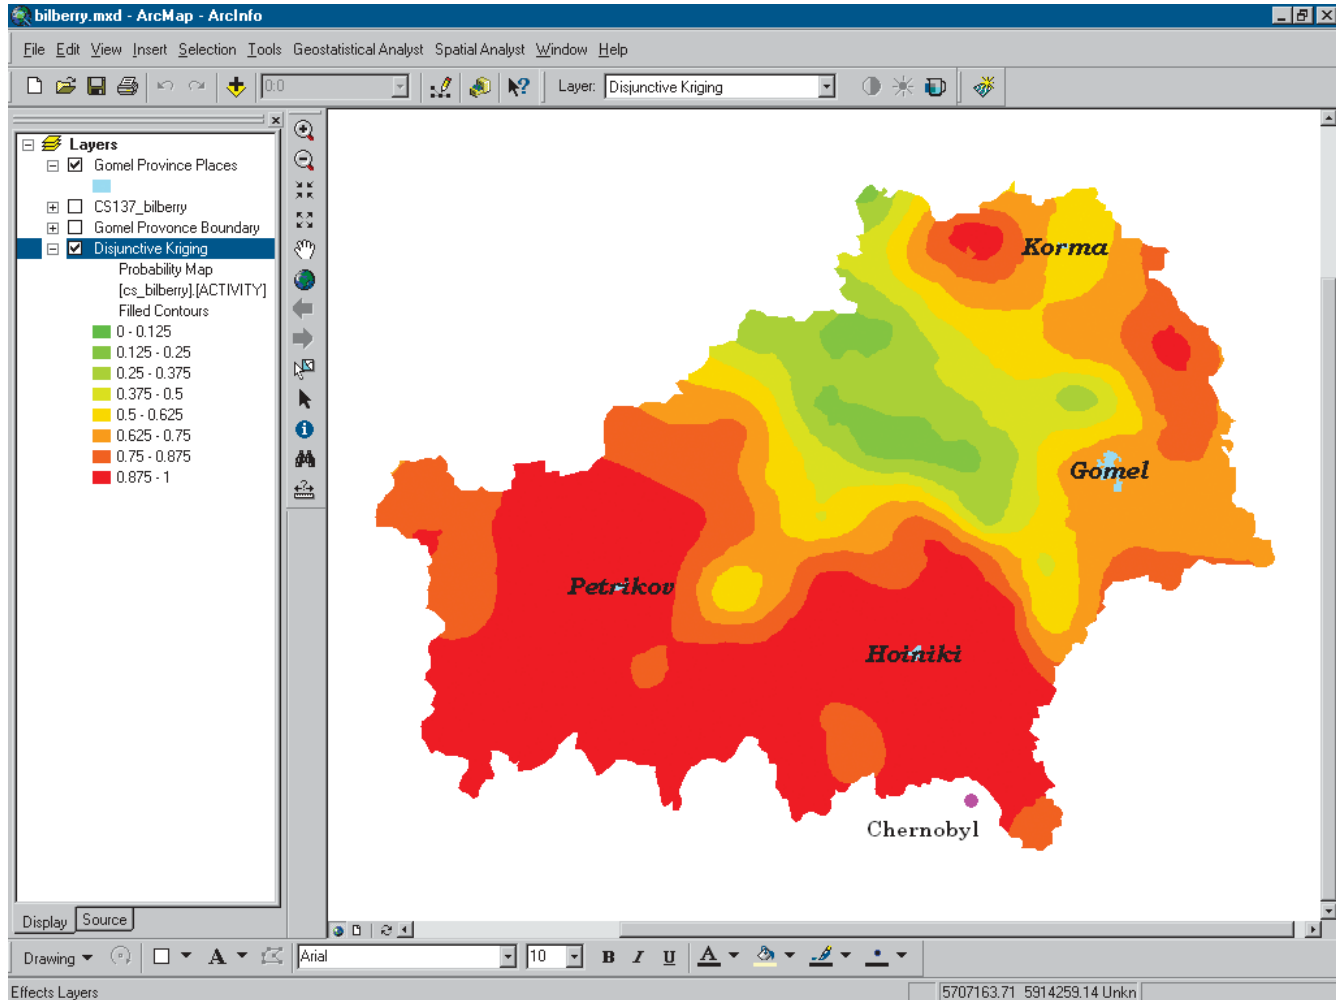 bilberry.mxd - ArcMap - ArcInfo
File Edit View Insert Selection Tools Geostatistical Analyst Spatial Analyst Window Help
0:0
Layer: Disjunctive Kriging
Layers
Gomel Province Places
CS137_bilberry
Gomel Provonce Boundary
Disjunctive Kriging
Probability Map
[cs_bilberry].[ACTIVITY]
Filled Contours
0 - 0.125
0.125 - 0.25
0.25 - 0.375
0.375 - 0.5
0.5 - 0.625
0.625 - 0.75
0.75 - 0.875
0.875 - 1
Korma
Gomel
Petrikov
Hoiniki
Chernobyl
Display Source
Drawing A Arial 10 B I U A
Effects Layers
5707163.71 5914259.14 Unkn